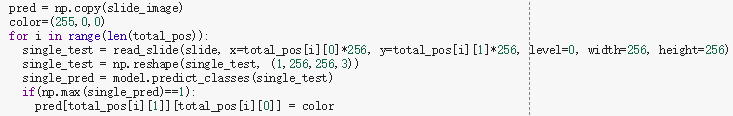 pred = np.copy(slide_image)
color=(255,0,0)
for i in range(len(total_pos)):
  single_test = read_slide(slide, x=total_pos[i][0]*256, y=total_pos[i][1]*256, level=0, width=256, height=256)
  single_test = np.reshape(single_test, (1,256,256,3))
  single_pred = model.predict_classes(single_test)
  if(np.max(single_pred)==1):
    pred[total_pos[i][1]][total_pos[i][0]] = color